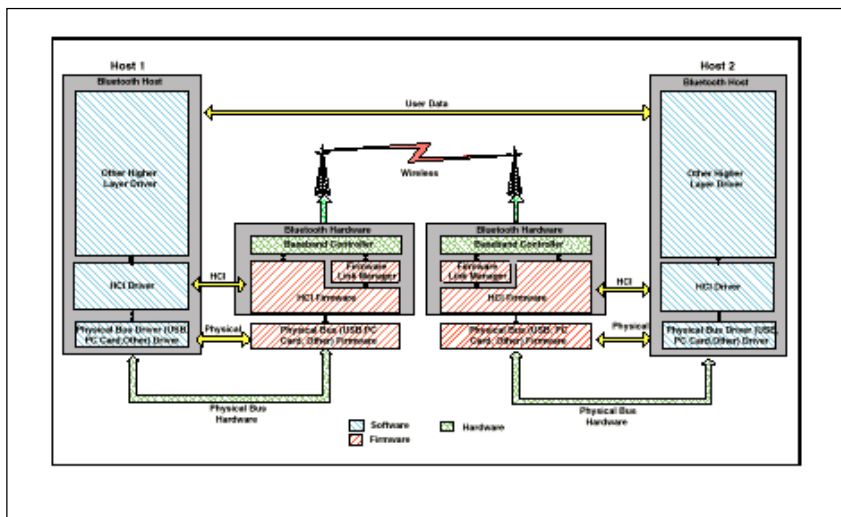 Host 1
Host 2
Bluetooth Host
Bluetooth Host
User Data
Other Higher
Layer Driver
Other Higher
Layer Driver
Wireless
Bluetooth Hardware
Bluetooth Hardware
Baseband Controller
Baseband Controller
HCI
Firmware
Link Manager
Firmware
Link Manager
HCI
HCI Driver
HCI Firmware
HCI Firmware
HCI Driver
Physical Bus Driver (USB,
PC Card,Other) Driver
Physical
Physical Bus (USB PC
Card, Other) Firmware
Physical Bus (USB, PC
Card, Other) Firmware
Physical
Physical Bus Driver (USB,
PC Card,Other) Driver
Physical Bus
Hardware
Physical Bus
Hardware
Software
Hardware
Firmware